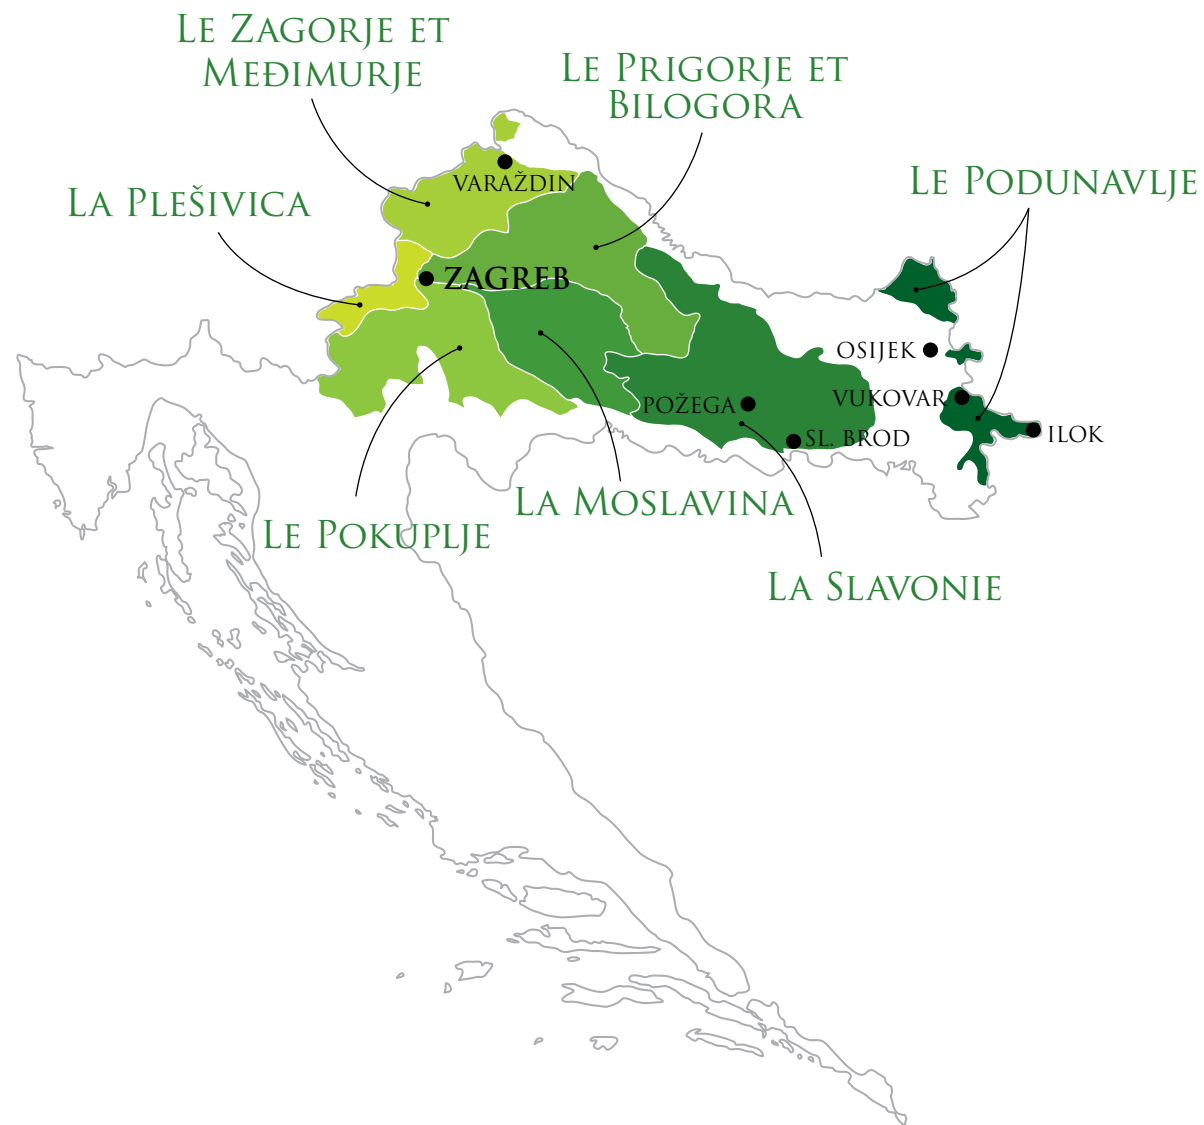 Le Zagorje et
Međimurje
Le Prigorje et
Bilogora
La Plešivica
Le Podunavlje
VARAŽDIN
ZAGREB
OSIJEK
VUKOVAR
POŽEGA
SL. BROD
ILOK
La Moslavina
Le Pokuplje
La Slavonie